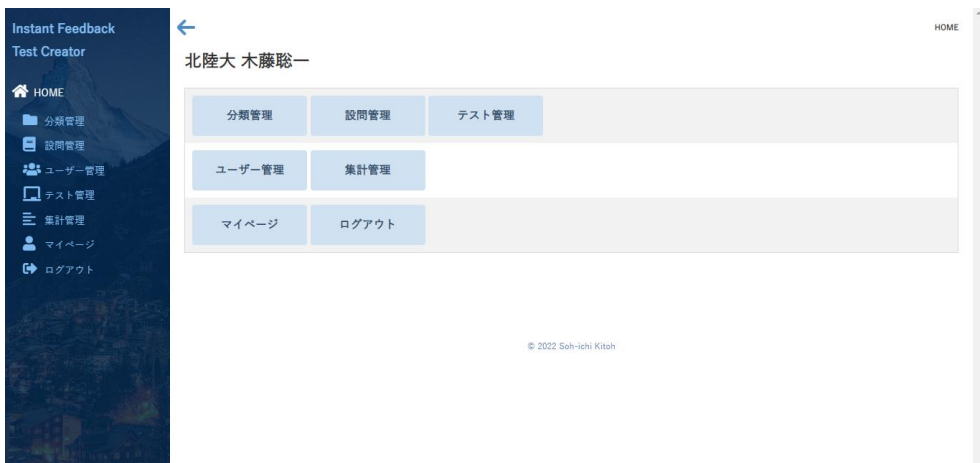 Instant Feedback
Test Creator
HOME
分類管理
設問管理
ユーザー管理
テスト管理
集計管理
マイページ
ログアウト
HOME
北陸大 木藤聡一
分類管理 設問管理 テスト管理
ユーザー管理 集計管理
マイページ ログアウト
© 2022 Soh-ichi Kitoh